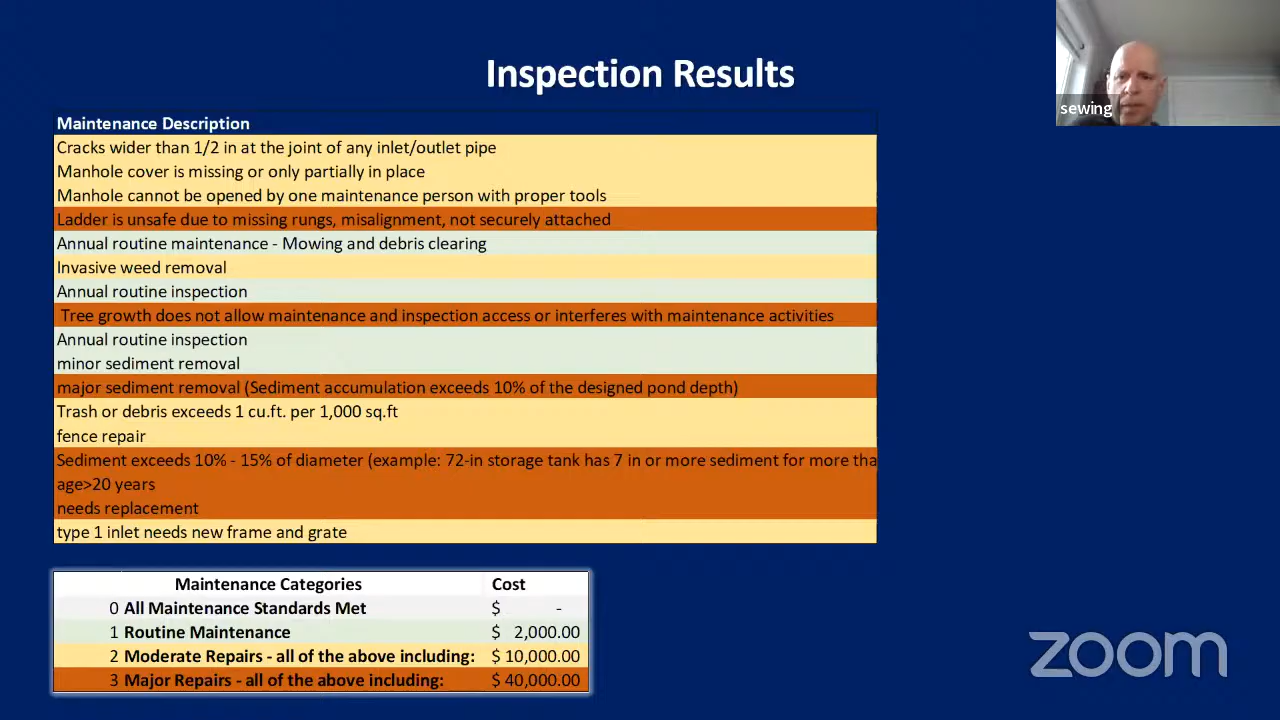 Inspection Results
sewing
Maintenance Description
Cracks wider than 1/2 in at the joint of any inlet/outlet pipe
Manhole cover is missing or only partially in place
Manhole cannot be opened by one maintenance person with proper tools
Ladder is unsafe due to missing rungs, misalignment, not securely attached
Annual routine maintenance - Mowing and debris clearing
Invasive weed removal
Annual routine inspection
Tree growth does not allow maintenance and inspection access or interferes with maintenance activities
Annual routine inspection
minor sediment removal
major sediment removal (Sediment accumulation exceeds 10% of the designed pond depth)
Trash or debris exceeds 1 cu.ft. per 1,000 sq.ft
fence repair
Sediment exceeds 10% - 15% of diameter (example: 72-in storage tank has 7 in or more sediment for more tha
age>20 years
needs replacement
type 1 inlet needs new frame and grate
Maintenance Categories Cost
0 All Maintenance Standards Met $ -
1 Routine Maintenance $ 2,000.00
2 Moderate Repairs - all of the above including: $ 10,000.00
3 Major Repairs - all of the above including: $ 40,000.00
zoom